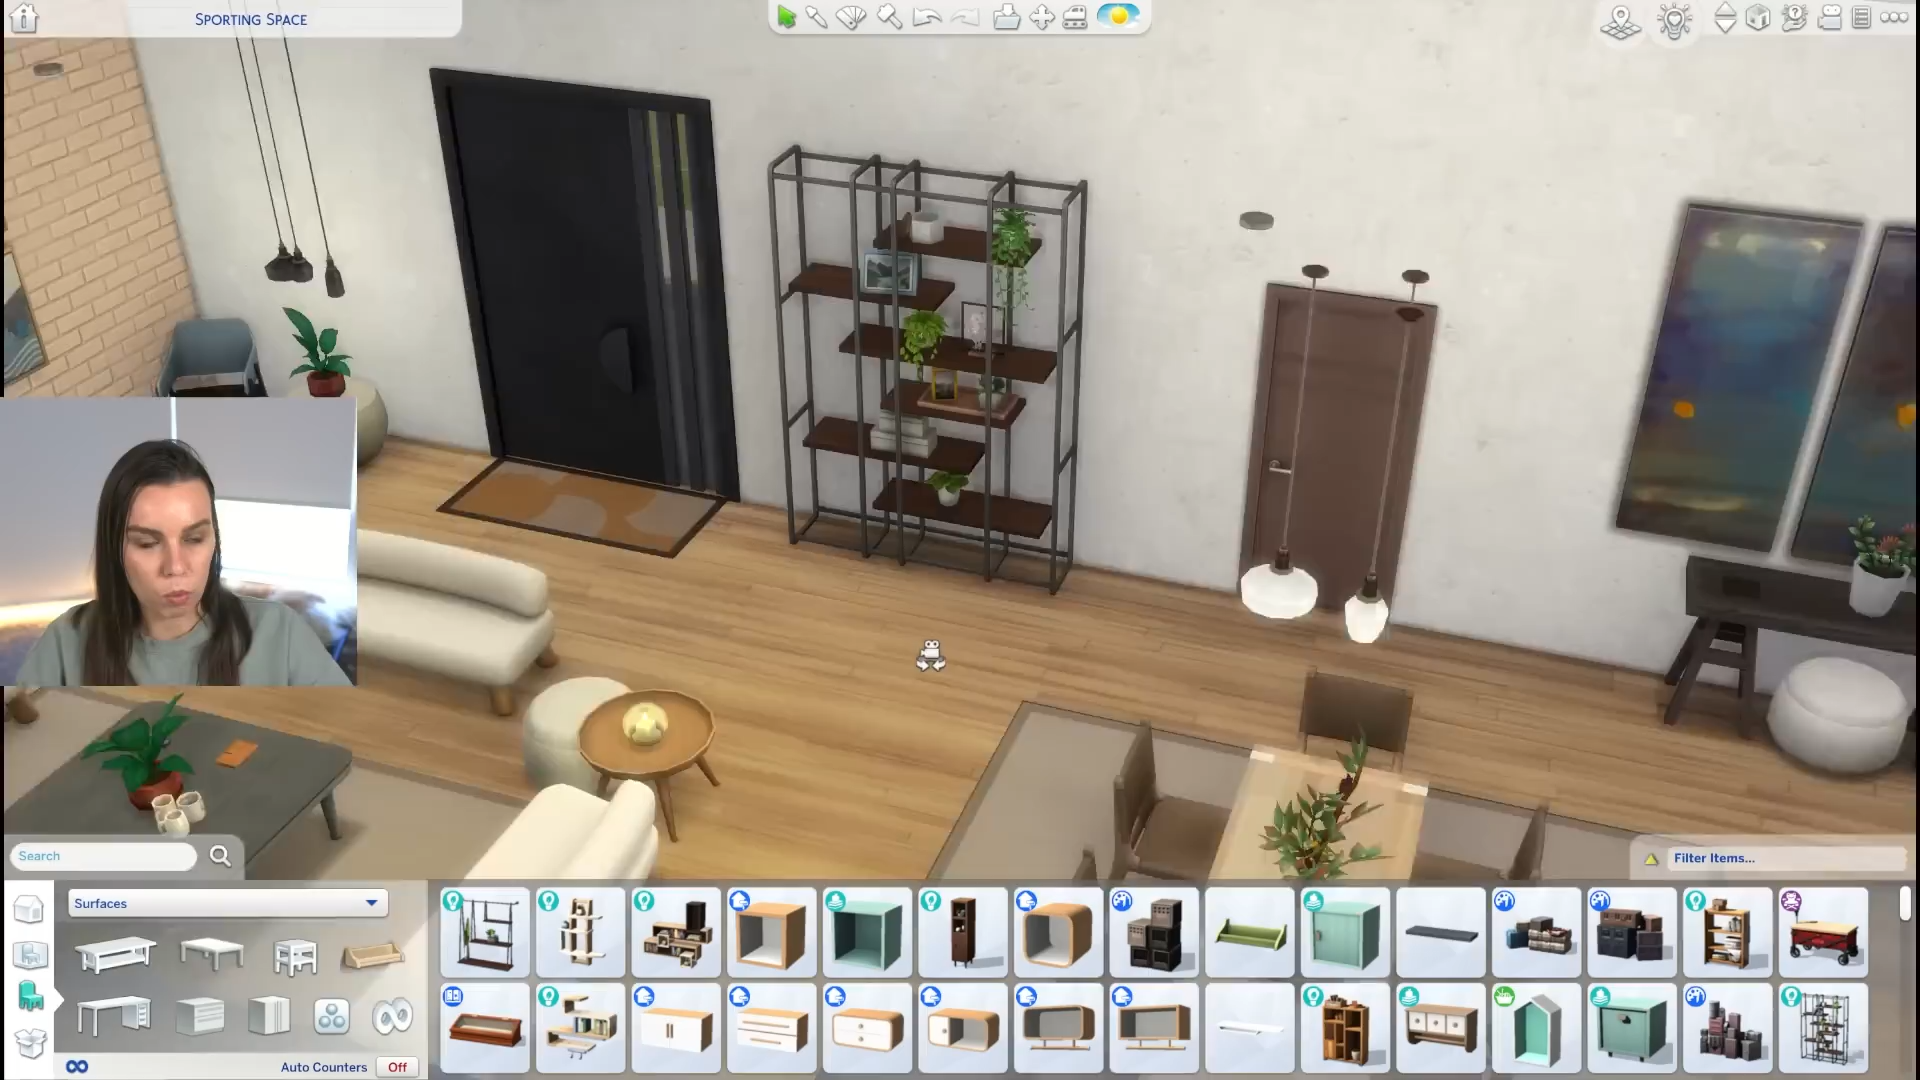 Sporting Space
Search
Filter Items...
Surfaces
Auto Counters Off